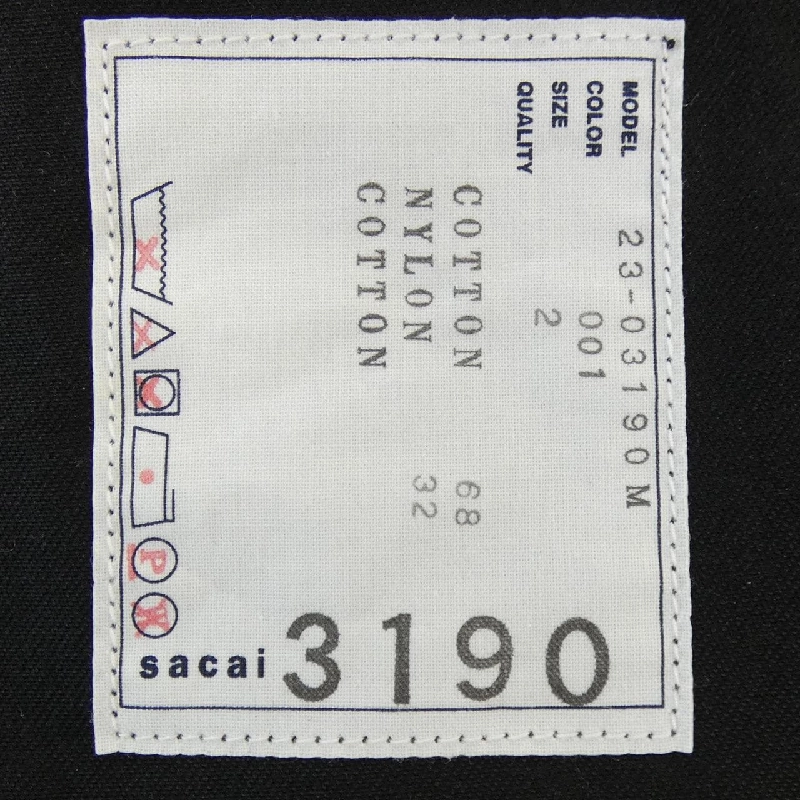 MODEL 23-03190M
COLOR 001
SIZE 2
QUALITY
COTTON 68
NYLON 32
COTTON
P
W
sacai 3190